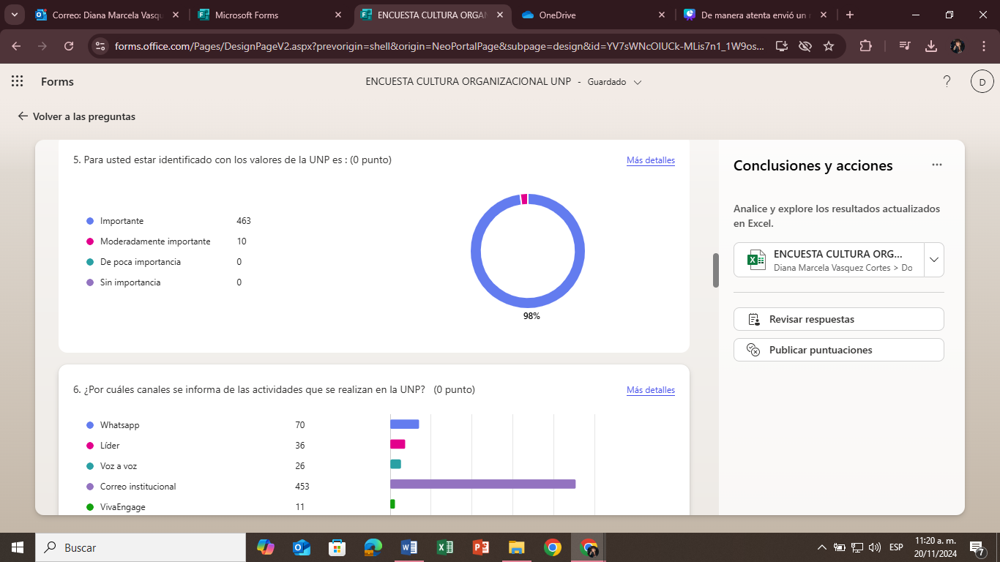 Correo: Diana Marcela Vasqu
Microsoft Forms
ENCUESTA CULTURA ORGAN
OneDrive
De manera atenta envió un
forms.office.com/Pages/DesignPageV2.aspx?prevorigin=shell&origin=NeoPortalPage&subpage=design&id=YV7sWNcOIUCk-MLis7n1_1W9os...
Forms
ENCUESTA CULTURA ORGANIZACIONAL UNP - Guardado
?
D
Volver a las preguntas
5. Para usted estar identificado con los valores de la UNP es : (0 punto)
Más detalles
Importante 463
Moderadamente importante 10
De poca importancia 0
Sin importancia 0
98%
6. ¿Por cuáles canales se informa de las actividades que se realizan en la UNP? (0 punto)
Más detalles
Whatsapp 70
Líder 36
Voz a voz 26
Correo institucional 453
VivaEngage 11
Conclusiones y acciones
Analice y explore los resultados actualizados
en Excel.
ENCUESTA CULTURA ORG...
Diana Marcela Vasquez Cortes > Do
Revisar respuestas
Publicar puntuaciones
Buscar
ESP
11:20 a. m.
20/11/2024
7